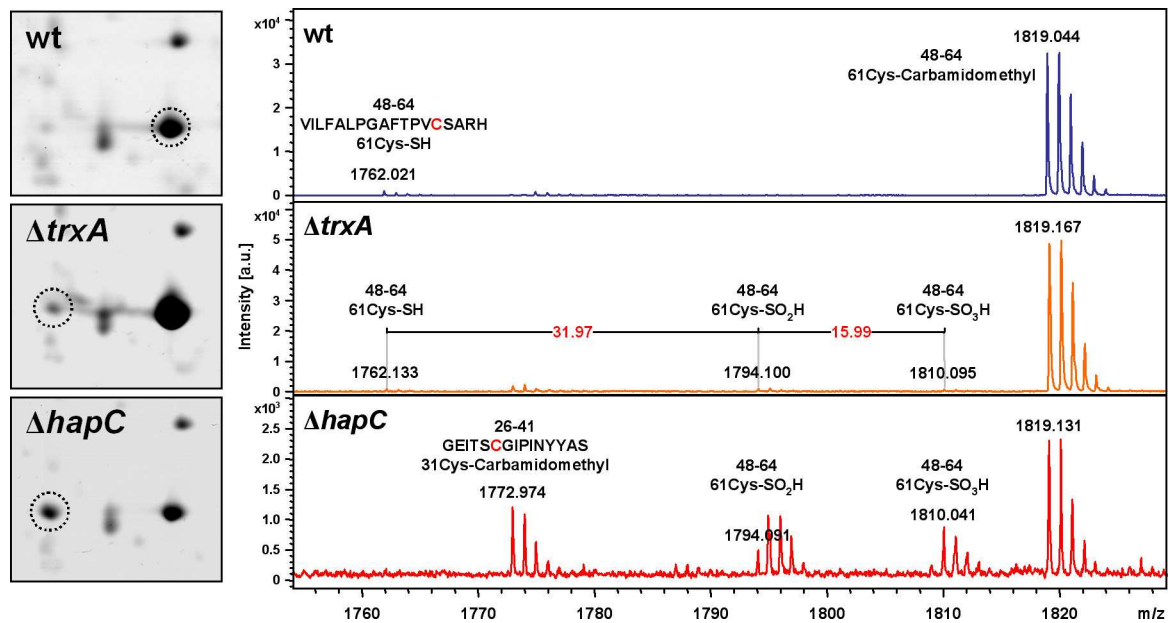 wt
ΔtrxA
ΔhapC
Intensity [a.u.]
x10⁴
3
2
1
0
wt
48-64
VILFALPGAFTPVCSARH
61Cys-SH
1762.021
48-64
61Cys-Carbamidomethyl
1819.044
x10⁴
5
4
3
2
1
0
ΔtrxA
48-64
61Cys-SH
1762.133
31.97
48-64
61Cys-SO₂H
1794.100
15.99
48-64
61Cys-SO₃H
1810.095
1819.167
x10³
2.5
2.0
1.5
1.0
0.5
0
ΔhapC
26-41
GEITSCGIPINYYAS
31Cys-Carbamidomethyl
1772.974
48-64
61Cys-SO₂H
1794.091
48-64
61Cys-SO₃H
1810.041
1819.131
1760 1770 1780 1790 1800 1810 1820 m/z